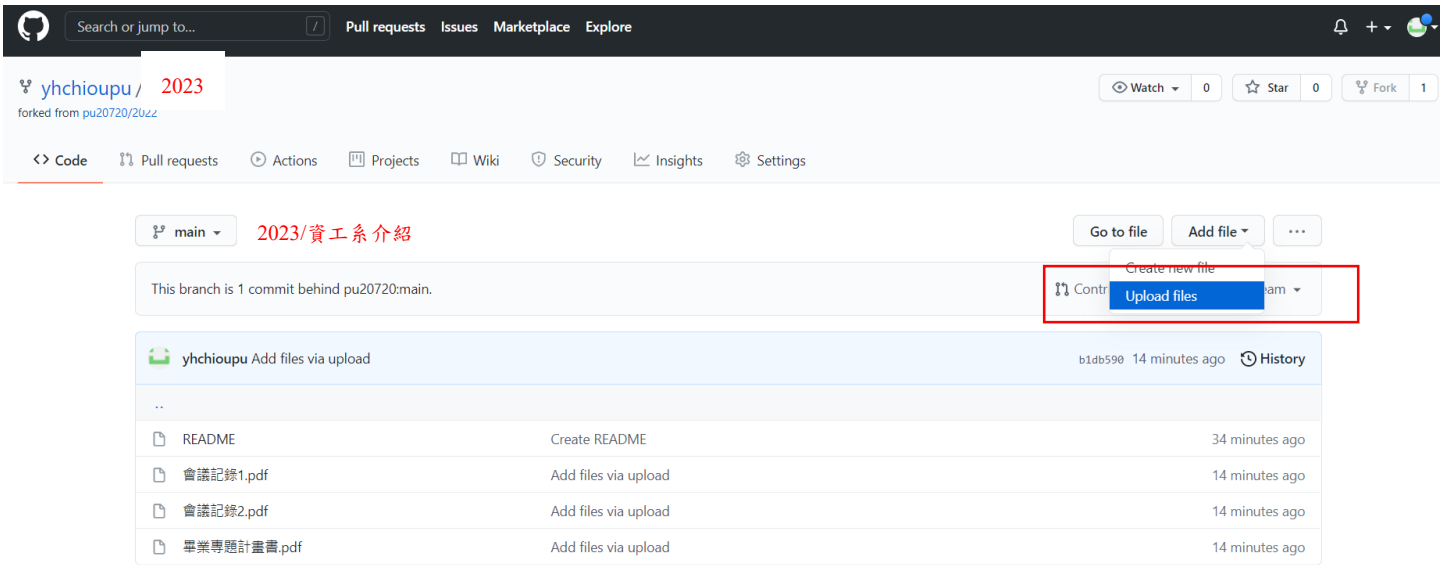 Search or jump to... / Pull requests Issues Marketplace Explore
yhchioupu / 2023
Watch 0 Star 0 Fork 1
forked from pu20720/2022
Code Pull requests Actions Projects Wiki Security Insights Settings
main 2023/資工系介紹 Go to file Add file ...
Create new file
This branch is 1 commit behind pu20720:main. Contr
Upload files
yhchioupu Add files via upload b1db590 14 minutes ago History
..
README Create README 34 minutes ago
會議記錄1.pdf Add files via upload 14 minutes ago
會議記錄2.pdf Add files via upload 14 minutes ago
畢業專題計畫書.pdf Add files via upload 14 minutes ago